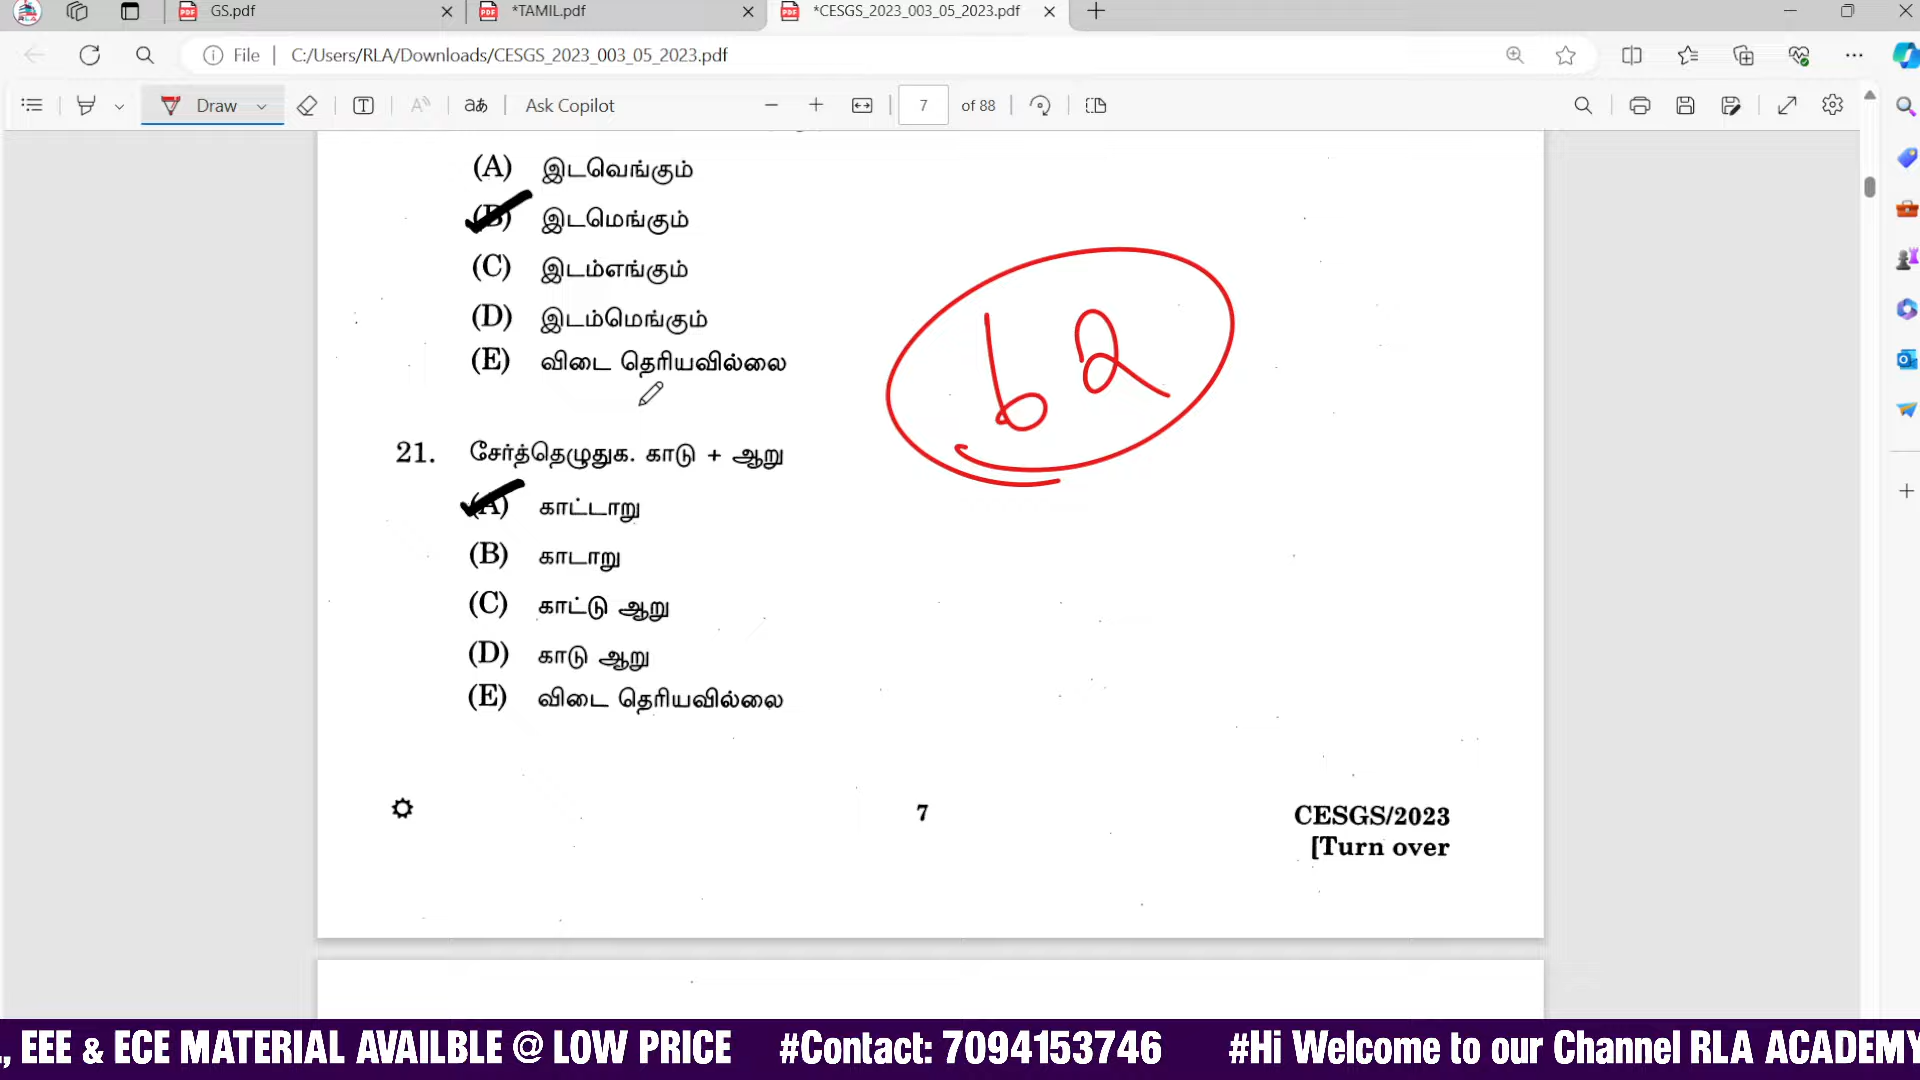 GS.pdf
*TAMIL.pdf
*CESGS_2023_003_05_2023.pdf
File
C:/Users/RLA/Downloads/CESGS_2023_003_05_2023.pdf
Draw
Ask Copilot
7 of 88
(A) இடவெங்கும்
(B) இடமெங்கும்
(C) இடம்எங்கும்
(D) இடம்மெங்கும்
(E) விடை தெரியவில்லை
62
21. சேர்த்தெழுதுக. காடு + ஆறு
(A) காட்டாறு
(B) காடாறு
(C) காட்டு ஆறு
(D) காடு ஆறு
(E) விடை தெரியவில்லை
7
CESGS/2023
[Turn over
, EEE & ECE MATERIAL AVAILBLE @ LOW PRICE #Contact: 7094153746 #Hi Welcome to our Channel RLA ACADEMY